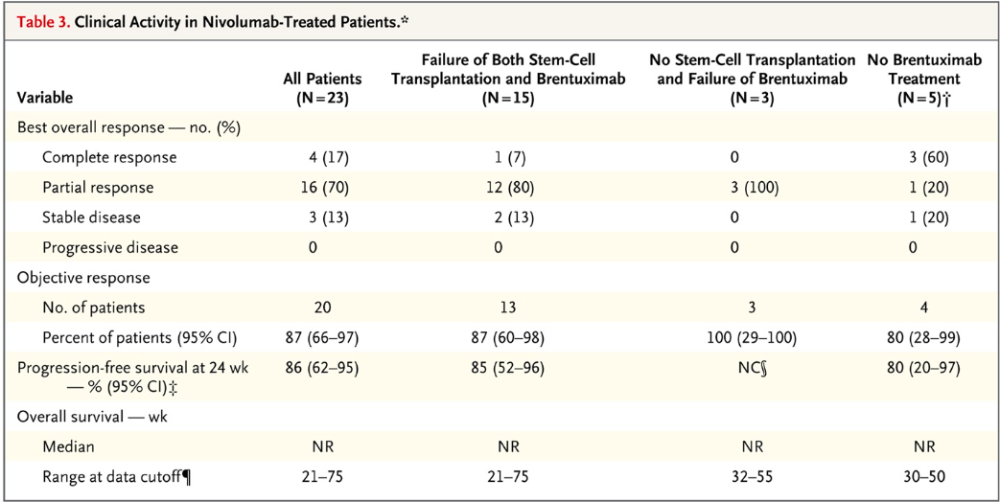 Table 3. Clinical Activity in Nivolumab-Treated Patients.*
Variable All Patients (N=23) Failure of Both Stem-Cell Transplantation and Brentuximab (N=15) No Stem-Cell Transplantation and Failure of Brentuximab (N=3) No Brentuximab Treatment (N=5)†
Best overall response — no. (%)
Complete response 4 (17) 1 (7) 0 3 (60)
Partial response 16 (70) 12 (80) 3 (100) 1 (20)
Stable disease 3 (13) 2 (13) 0 1 (20)
Progressive disease 0 0 0 0
Objective response
No. of patients 20 13 3 4
Percent of patients (95% CI) 87 (66–97) 87 (60–98) 100 (29–100) 80 (28–99)
Progression-free survival at 24 wk 86 (62–95) 85 (52–96) NC§ 80 (20–97)
— % (95% CI)‡
Overall survival — wk
Median NR NR NR NR
Range at data cutoff¶ 21–75 21–75 32–55 30–50